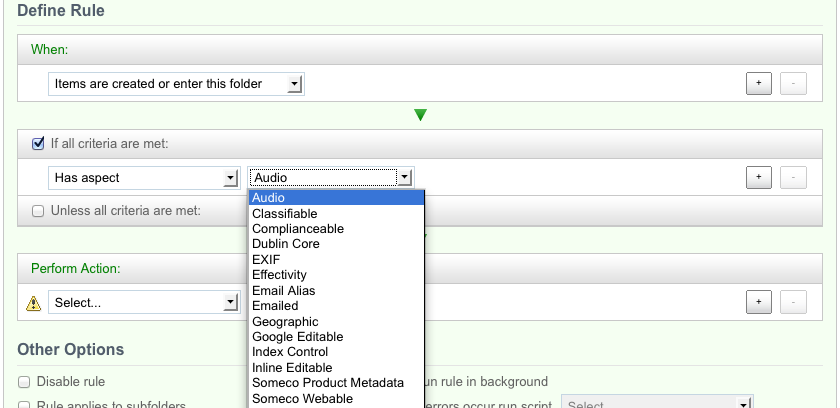 Define Rule
When:
Items are created or enter this folder
+ -
If all criteria are met:
Has aspect Audio
+ -
Audio
Unless all criteria are met:
Classifiable
Complianceable
Dublin Core
EXIF
Perform Action:
Effectivity
Email Alias
Select...
+ -
Emailed
Geographic
Google Editable
Other Options
Index Control
Inline Editable
Disable rule
Someco Product Metadata
un rule in background
Someco Webable
Rule applies to subfolders
errors occur run script
Select